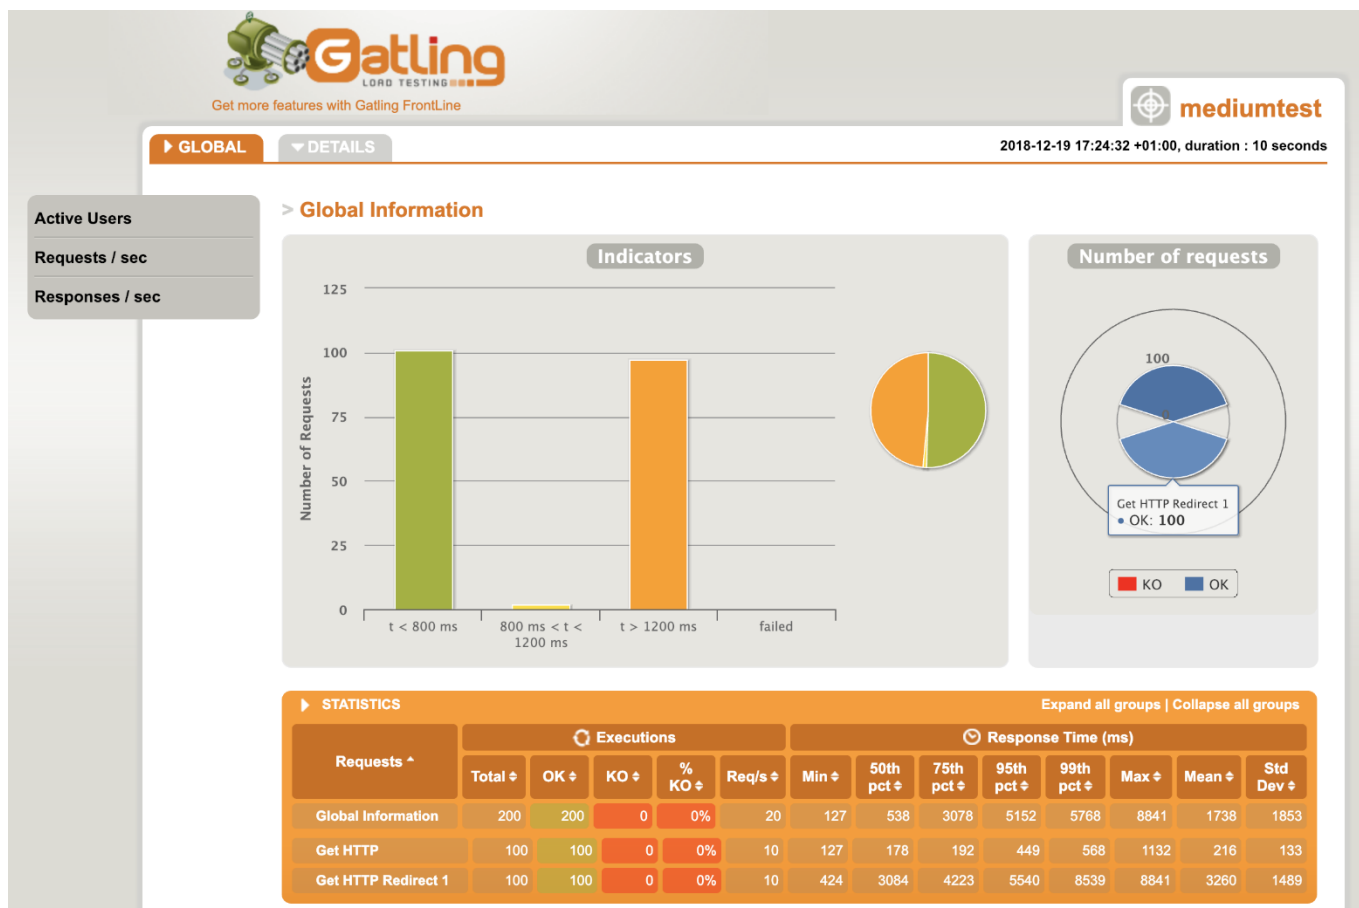 Gatling
LOAD TESTING
Get more features with Gatling FrontLine
mediumtest
GLOBAL
DETAILS
2018-12-19 17:24:32 +01:00, duration : 10 seconds
Active Users
Requests / sec
Responses / sec
> Global Information
Indicators
Number of Requests
125
100
75
50
25
0
t < 800 ms
800 ms < t <
1200 ms
t > 1200 ms
failed
Number of requests
100
0
Get HTTP Redirect 1
• OK: 100
KO
OK
STATISTICS
Expand all groups | Collapse all groups
Requests
Executions
Response Time (ms)
Total OK KO % KO Req/s Min 50th pct 75th pct 95th pct 99th pct Max Mean Std Dev
Global Information 200 200 0 0% 20 127 538 3078 5152 5768 8841 1738 1853
Get HTTP 100 100 0 0% 10 127 178 192 449 568 1132 216 133
Get HTTP Redirect 1 100 100 0 0% 10 424 3084 4223 5540 8539 8841 3260 1489